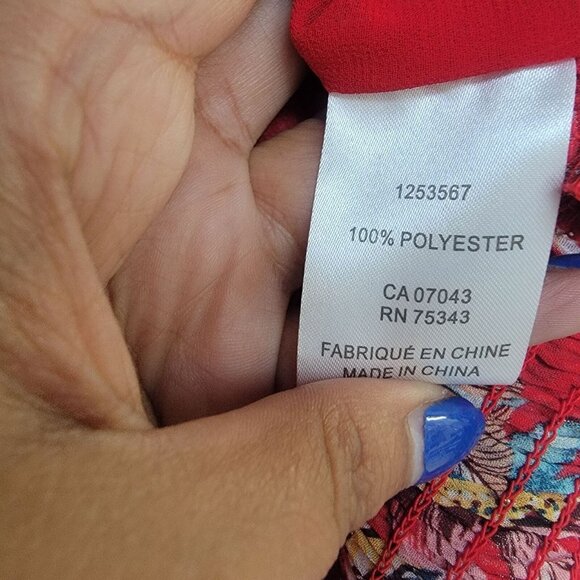 1253567
100% POLYESTER
CA 07043
RN 75343
FABRIQUÉ EN CHINE
MADE IN CHINA